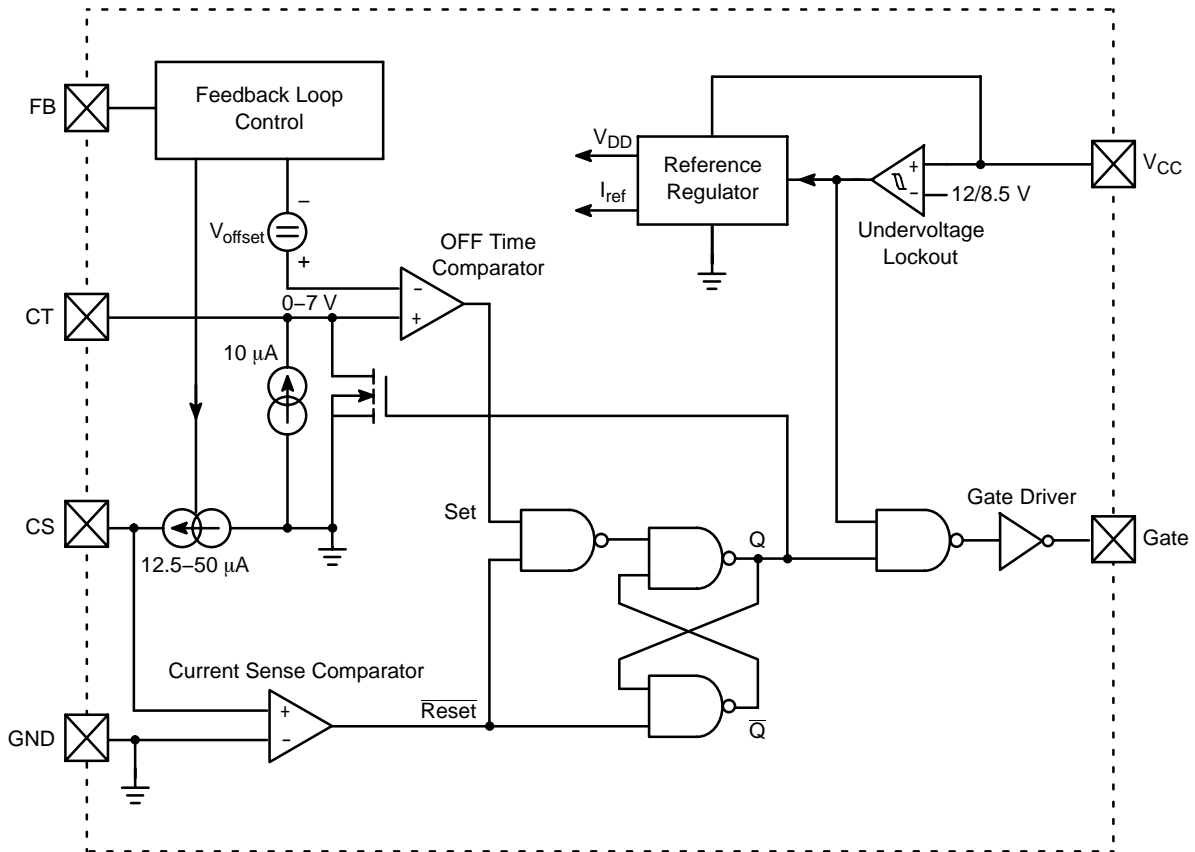 FB
Feedback Loop
Control
V_DD
I_ref
Reference
Regulator
+
−
12/8.5 V
V_CC
Undervoltage
Lockout
−
V_offset
+
OFF Time
Comparator
−
+
0–7 V
CT
10 μA
CS
12.5–50 μA
Set
Q
Gate Driver
Gate
Current Sense Comparator
+
−
R̅e̅s̅e̅t̅
Q̅
GND